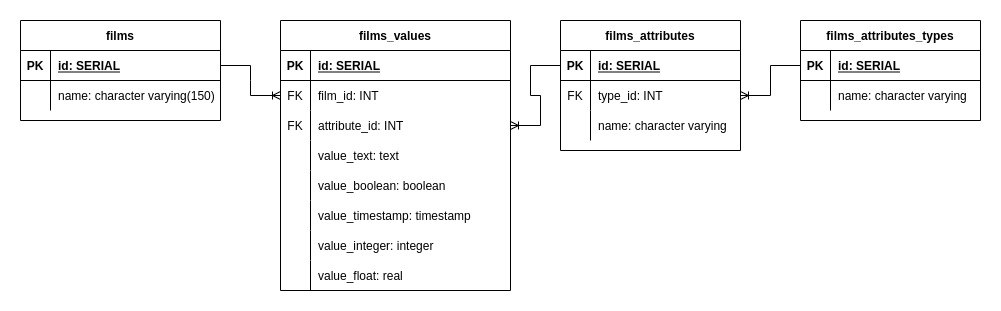 films
PK id: SERIAL
name: character varying(150)
films_values
PK id: SERIAL
FK film_id: INT
FK attribute_id: INT
value_text: text
value_boolean: boolean
value_timestamp: timestamp
value_integer: integer
value_float: real
films_attributes
PK id: SERIAL
FK type_id: INT
name: character varying
films_attributes_types
PK id: SERIAL
name: character varying